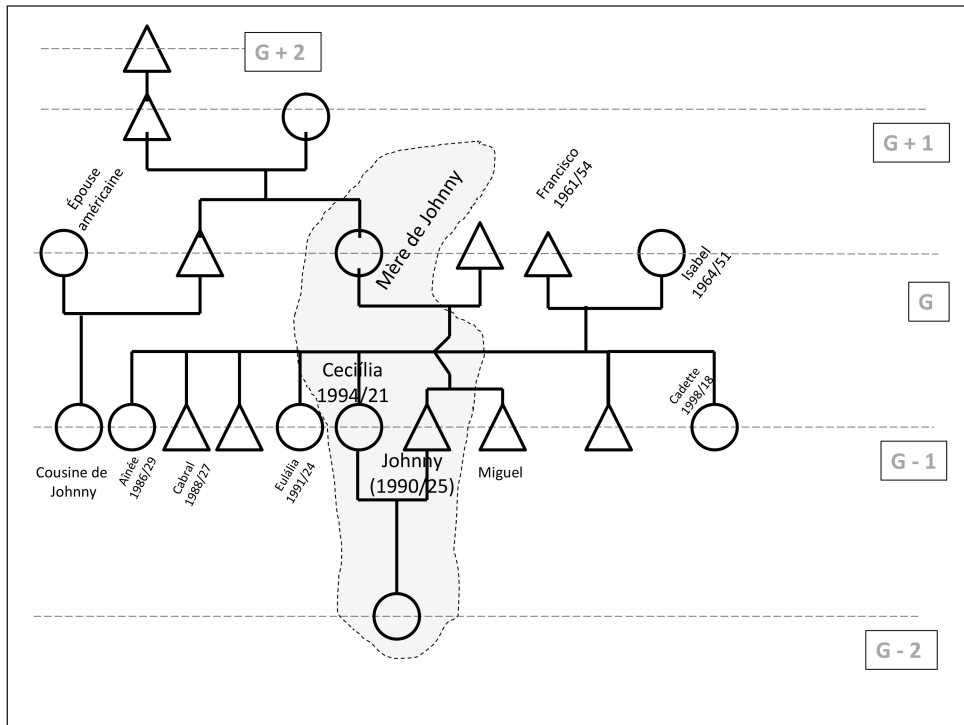 G + 2
G + 1
Épouse
américaine
Mère de Johnny
Francisco
1961/54
Isabel
1964/51
G
Ceciília
1994/21
Cadette
1998/18
Cousine de
Johnny
Aînée
1986/29
Cabral
1988/27
Eulália
1991/24
Johnny
(1990/25)
Miguel
G - 1
G - 2